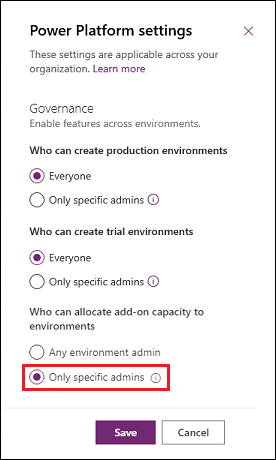 Power Platform settings
These settings are applicable across your
organization. Learn more
Governance
Enable features across environments.
Who can create production environments
Everyone
Only specific admins
Who can create trial environments
Everyone
Only specific admins
Who can allocate add-on capacity to
environments
Any environment admin
Only specific admins
Save Cancel